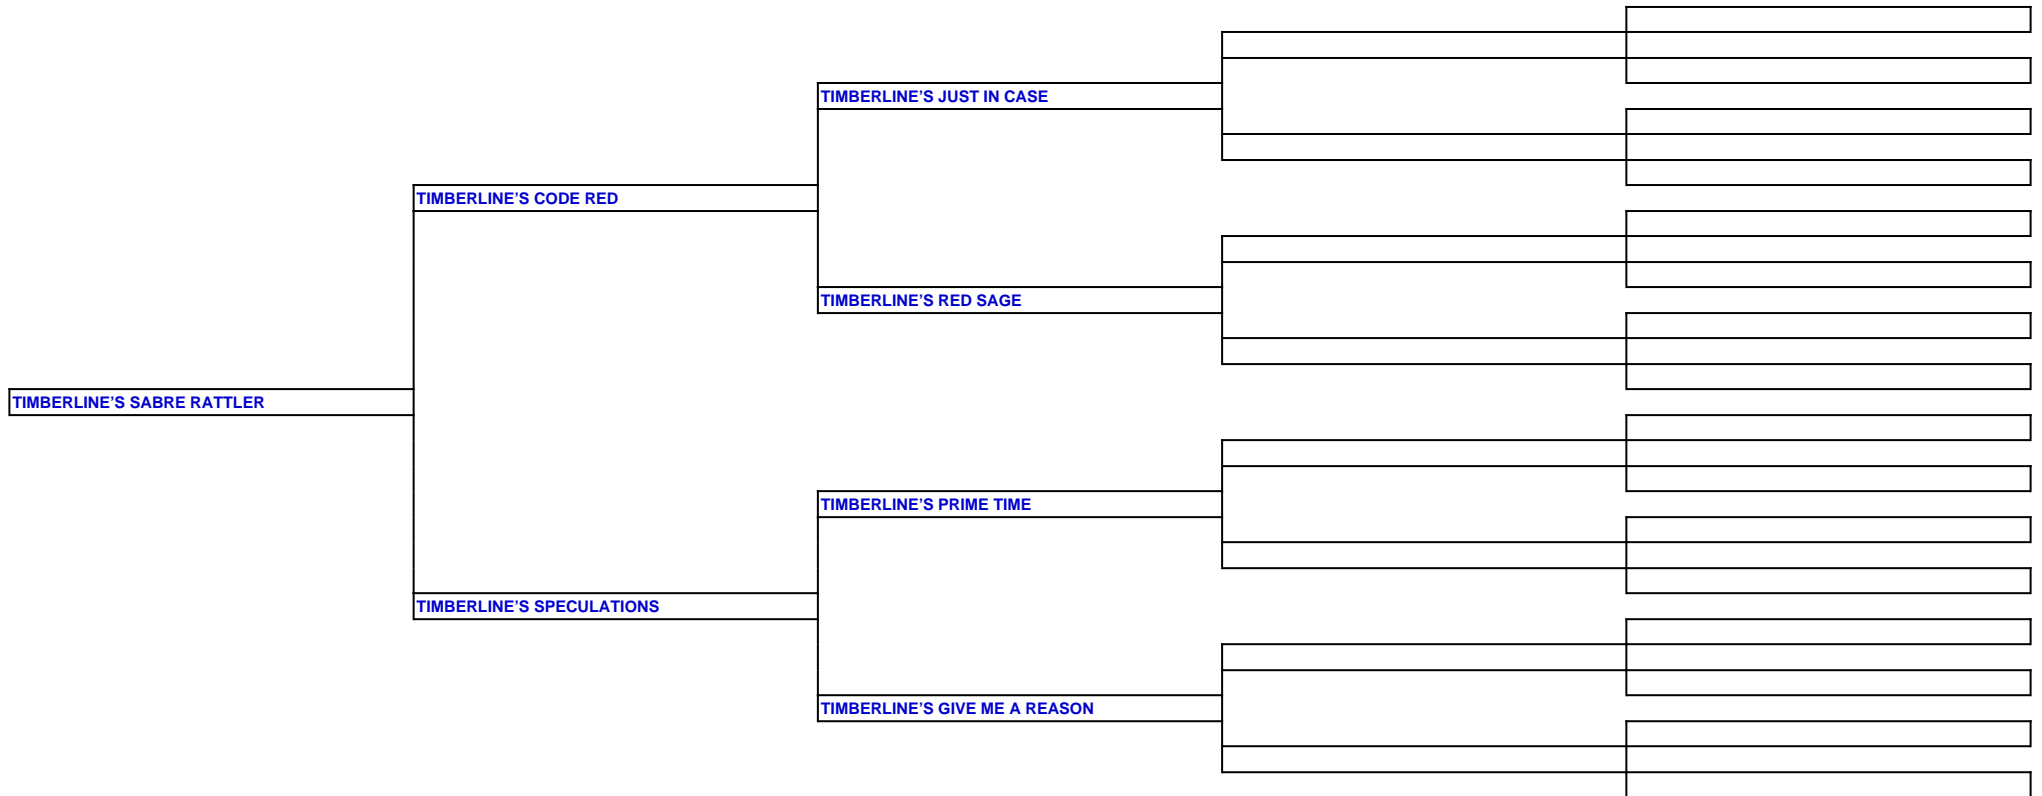 TIMBERLINE’S JUST IN CASE
TIMBERLINE’S CODE RED
TIMBERLINE’S RED SAGE
TIMBERLINE’S SABRE RATTLER
TIMBERLINE’S PRIME TIME
TIMBERLINE’S SPECULATIONS
TIMBERLINE’S GIVE ME A REASON